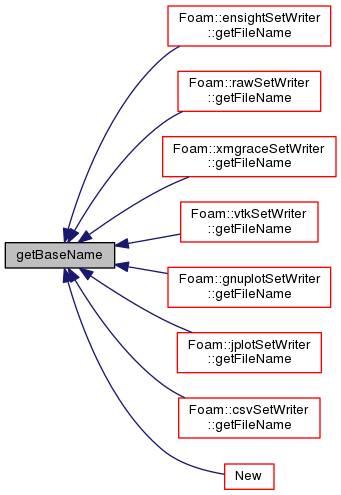 Foam::ensightSetWriter
::getFileName
Foam::rawSetWriter
::getFileName
Foam::xmgraceSetWriter
::getFileName
Foam::vtkSetWriter
::getFileName
getBaseName
Foam::gnuplotSetWriter
::getFileName
Foam::jplotSetWriter
::getFileName
Foam::csvSetWriter
::getFileName
New